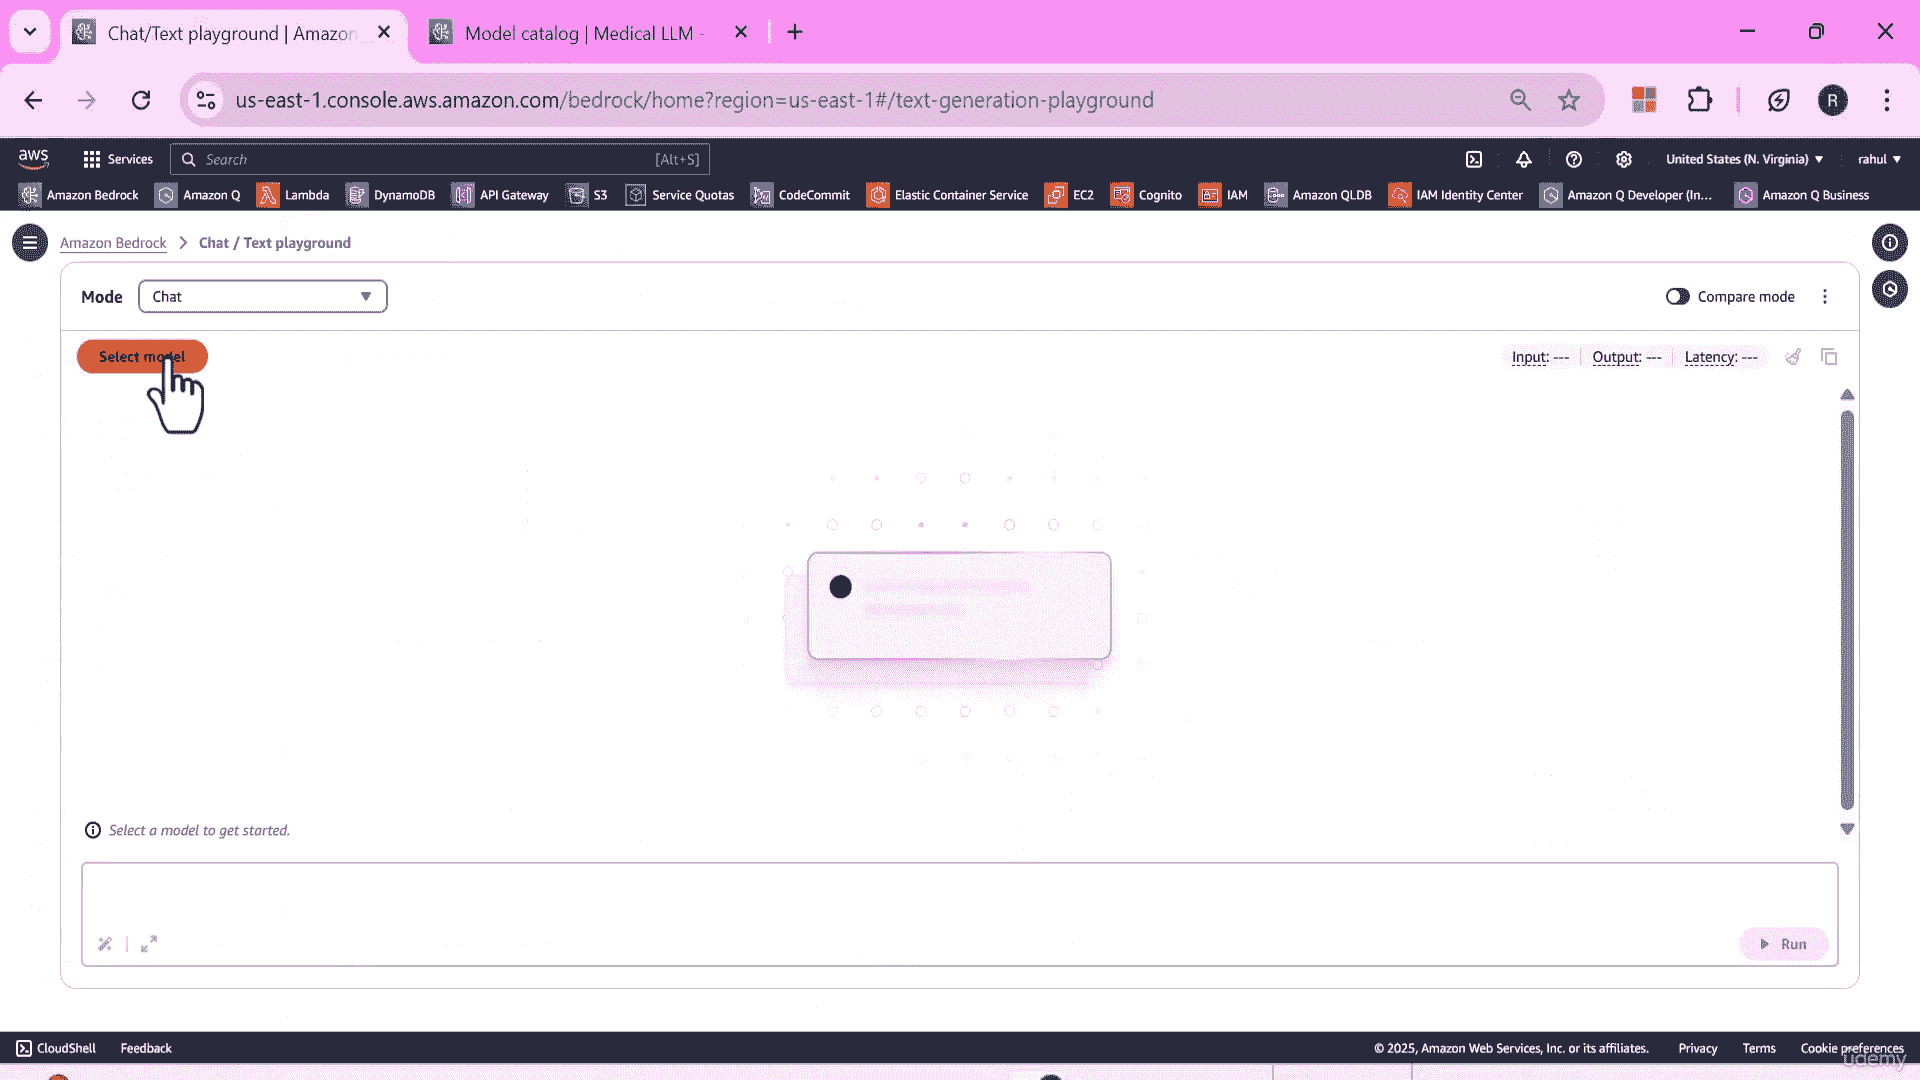 Chat/Text playground | Amazon
Model catalog | Medical LLM -
us-east-1.console.aws.amazon.com/bedrock/home?region=us-east-1#/text-generation-playground
R
aws
Services
Search
[Alt+S]
United States (N. Virginia)
rahul
Amazon Bedrock
Amazon Q
Lambda
DynamoDB
API Gateway
S3
Service Quotas
CodeCommit
Elastic Container Service
EC2
Cognito
IAM
Amazon QLDB
IAM Identity Center
Amazon Q Developer (In...
Amazon Q Business
Amazon Bedrock > Chat / Text playground
Mode
Chat
Compare mode
Select model
Input: ---
Output: ---
Latency: ---
Select a model to get started.
Run
CloudShell
Feedback
© 2025, Amazon Web Services, Inc. or its affiliates.
Privacy
Terms
Cookie preferences
udemy